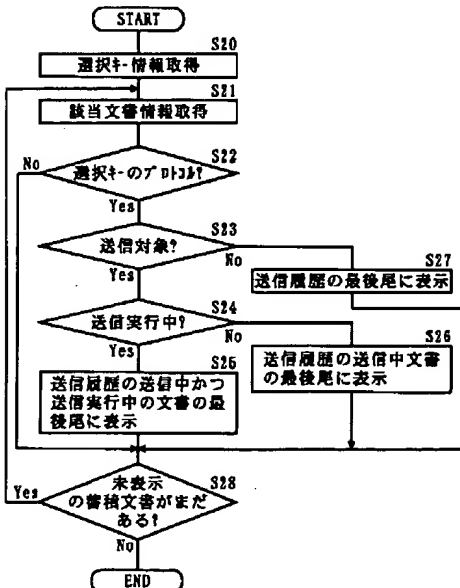 START
S20
選択キー情報取得
S21
該当文書情報取得
No
S22
選択キーのプロトコル?
Yes
S23
送信対象?
No
Yes
S27
送信履歴の最後尾に表示
S24
送信実行中?
No
Yes
S25
送信履歴の送信中かつ
送信実行中の文書の最
後尾に表示
S26
送信履歴の送信中文書
の最後尾に表示
Yes
S28
未表示
の蓄積文書がまだ
ある?
No
END